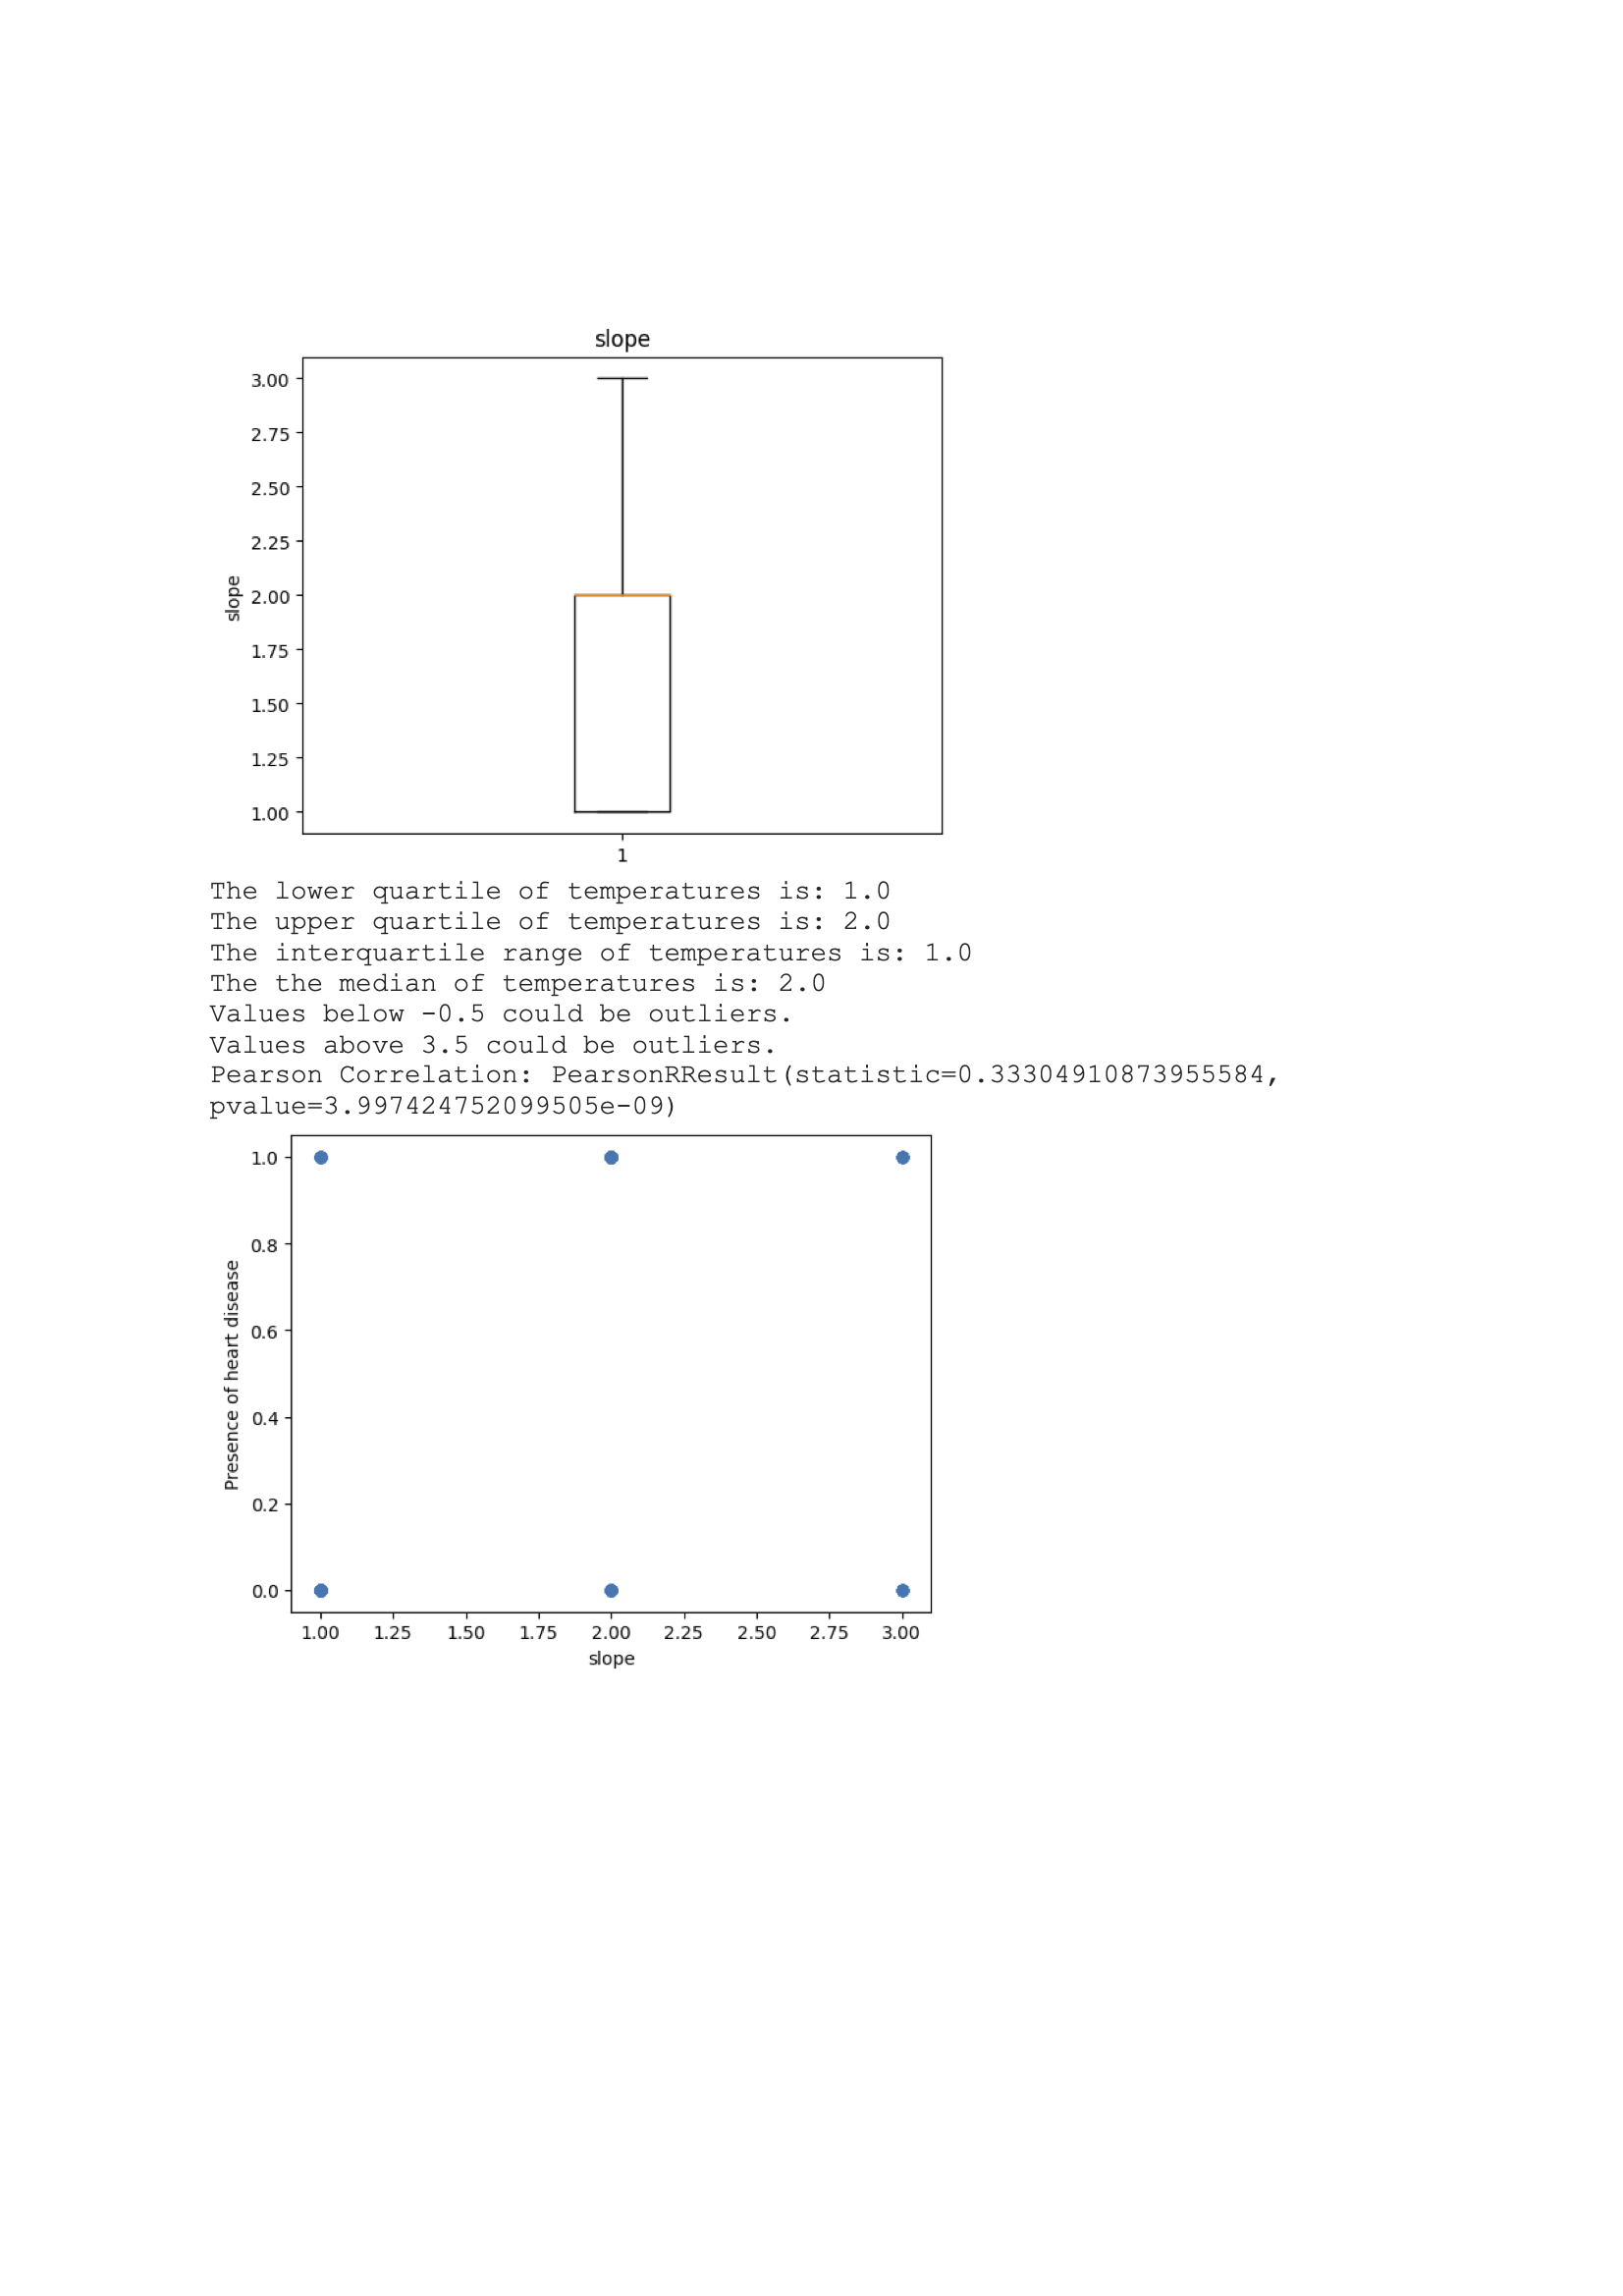 slope
3.00
2.75
2.50
2.25
2.00
1.75
1.50
1.25
1.00
slope
1
The lower quartile of temperatures is: 1.0
The upper quartile of temperatures is: 2.0
The interquartile range of temperatures is: 1.0
The the median of temperatures is: 2.0
Values below -0.5 could be outliers.
Values above 3.5 could be outliers.
Pearson Correlation: PearsonRResult(statistic=0.33304910873955584,
pvalue=3.997424752099505e-09)
1.0
0.8
0.6
0.4
0.2
0.0
Presence of heart disease
1.00 1.25 1.50 1.75 2.00 2.25 2.50 2.75 3.00
slope